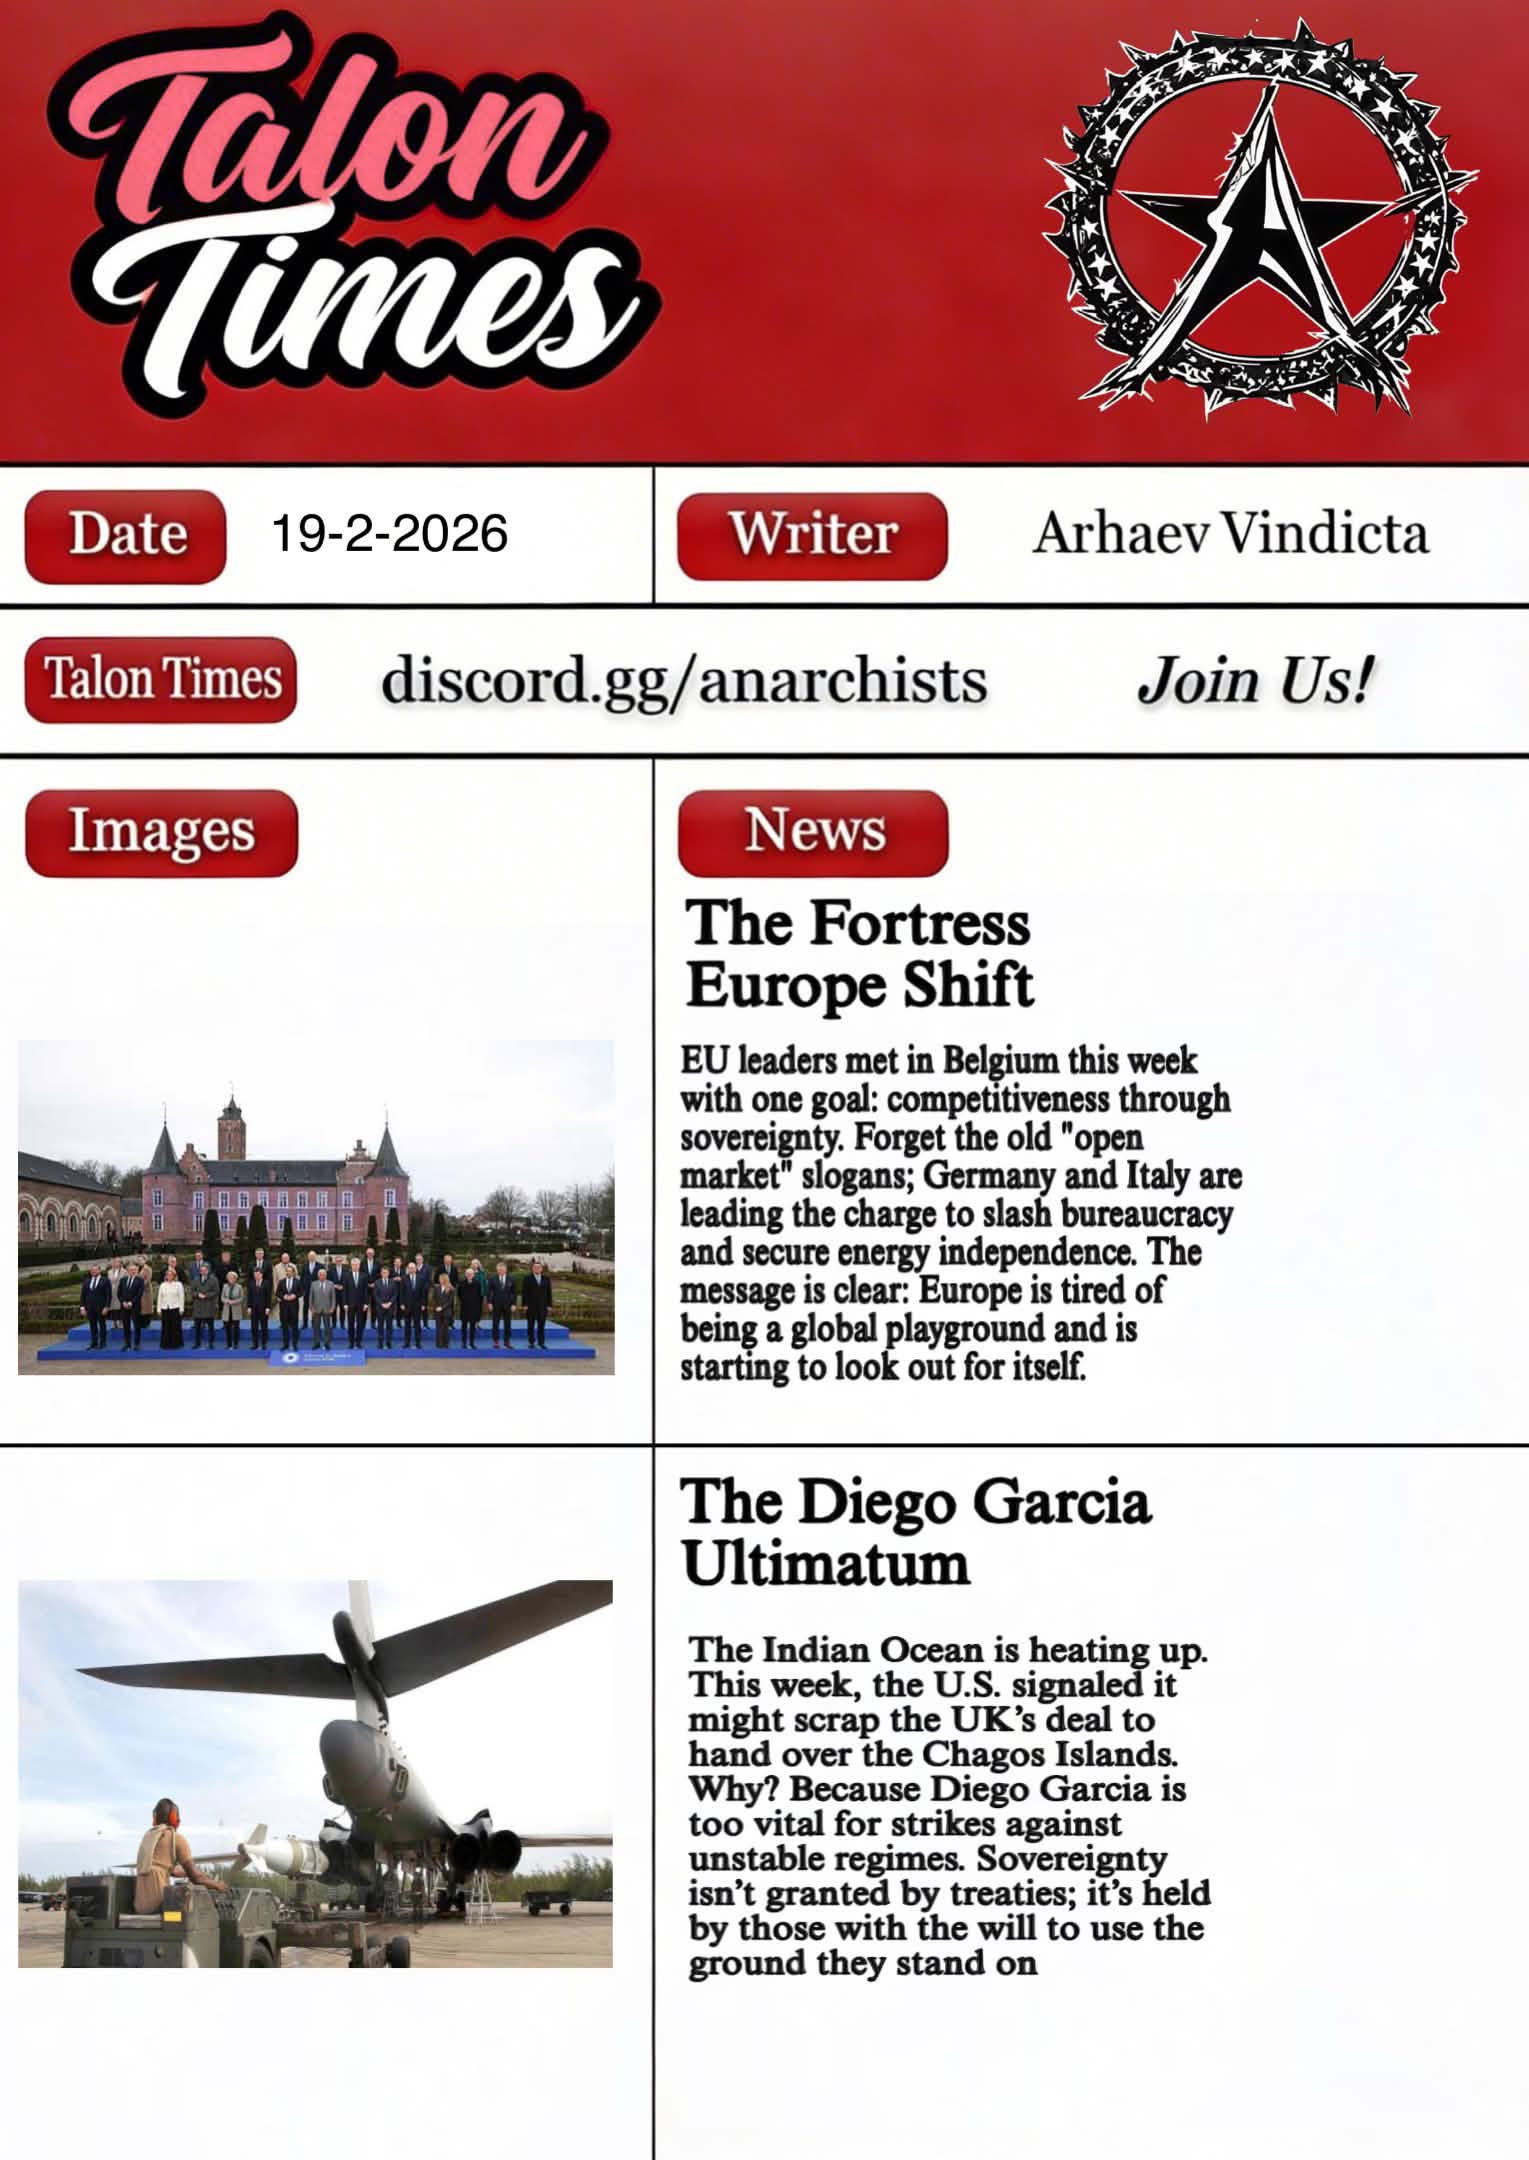 Talon
Times
Date
19-2-2026
Writer
Arhaev Vindicta
Talon Times
discord.gg/anarchists
Join Us!
Images
News
The Fortress
Europe Shift
EU leaders met in Belgium this week
with one goal: competitiveness through
sovereignty. Forget the old "open
market" slogans; Germany and Italy are
leading the charge to slash bureaucracy
and secure energy independence. The
message is clear: Europe is tired of
being a global playground and is
starting to look out for itself.
The Diego Garcia
Ultimatum
The Indian Ocean is heating up.
This week, the U.S. signaled it
might scrap the UK’s deal to
hand over the Chagos Islands.
Why? Because Diego Garcia is
too vital for strikes against
unstable regimes. Sovereignty
isn’t granted by treaties; it’s held
by those with the will to use the
ground they stand on